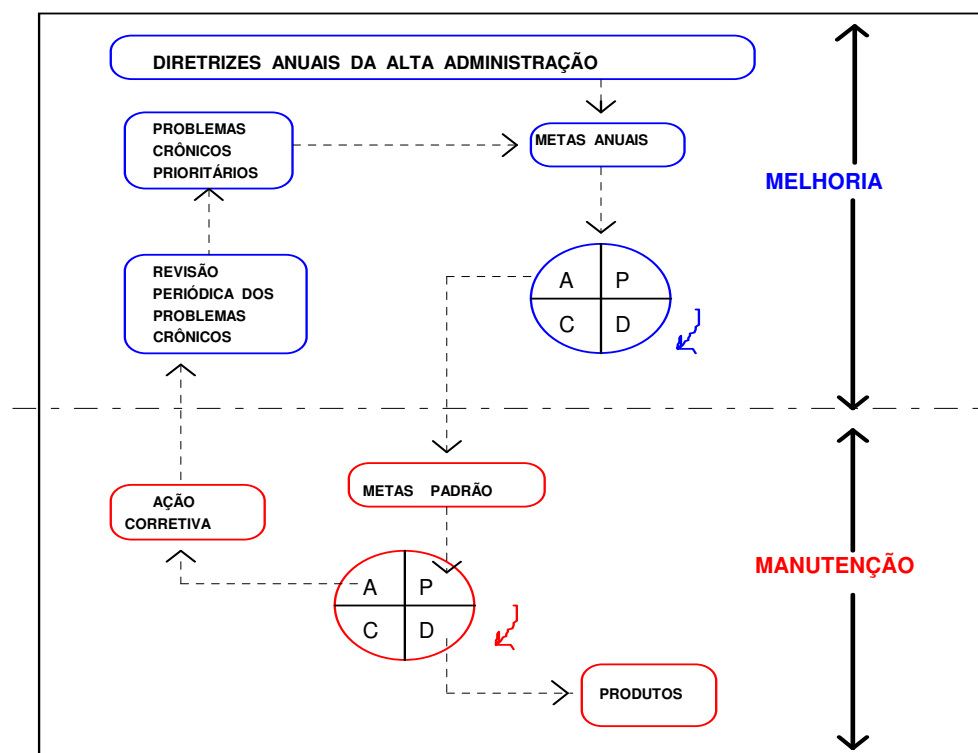 DIRETRIZES ANUAIS DA ALTA ADMINISTRAÇÃO
PROBLEMAS
CRÔNICOS
PRIORITÁRIOS
METAS ANUAIS
MELHORIA
REVISÃO
PERIÓDICA DOS
PROBLEMAS
CRÔNICOS
A P
C D
METAS PADRÃO
AÇÃO
CORRETIVA
MANUTENÇÃO
A P
C D
PRODUTOS